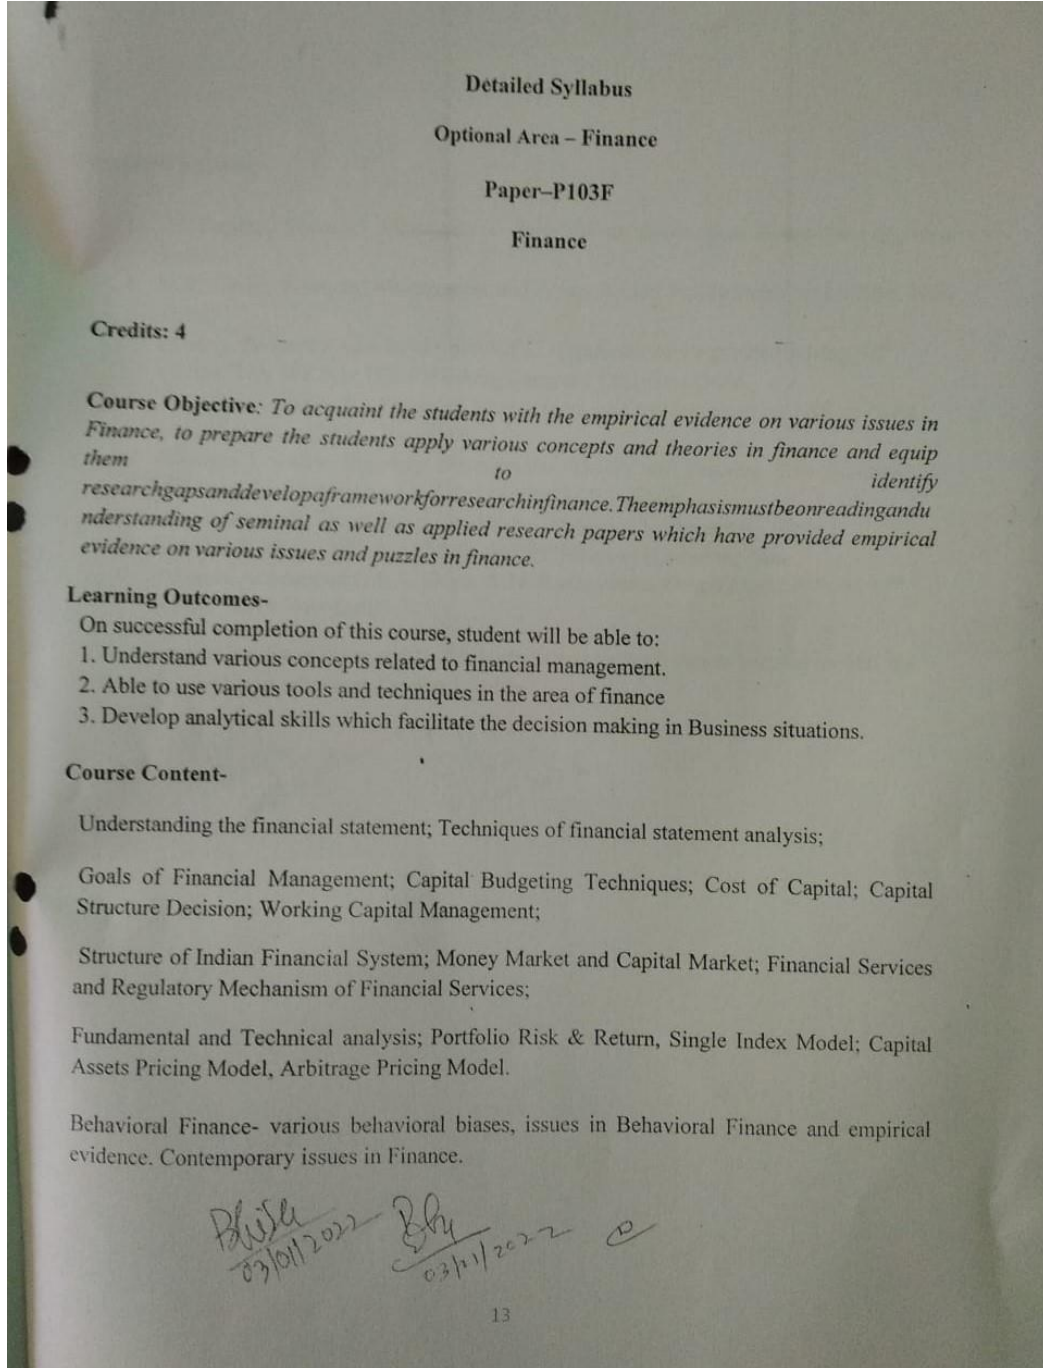 Detailed Syllabus
Optional Area – Finance
Paper–P103F
Finance
Credits: 4
Course Objective: To acquaint the students with the empirical evidence on various issues in
Finance, to prepare the students apply various concepts and theories in finance and equip
them to identify
researchgapsanddevelopaframeworkforresearchinfinance.Theemphasismustbeonreadingandu
nderstanding of seminal as well as applied research papers which have provided empirical
evidence on various issues and puzzles in finance.
Learning Outcomes-
On successful completion of this course, student will be able to:
1. Understand various concepts related to financial management.
2. Able to use various tools and techniques in the area of finance
3. Develop analytical skills which facilitate the decision making in Business situations.
Course Content-
Understanding the financial statement; Techniques of financial statement analysis;
Goals of Financial Management; Capital Budgeting Techniques; Cost of Capital; Capital
Structure Decision; Working Capital Management;
Structure of Indian Financial System; Money Market and Capital Market; Financial Services
and Regulatory Mechanism of Financial Services;
Fundamental and Technical analysis; Portfolio Risk & Return, Single Index Model; Capital
Assets Pricing Model, Arbitrage Pricing Model.
Behavioral Finance- various behavioral biases, issues in Behavioral Finance and empirical
evidence. Contemporary issues in Finance.
03/01/2022
03/01/2022
13